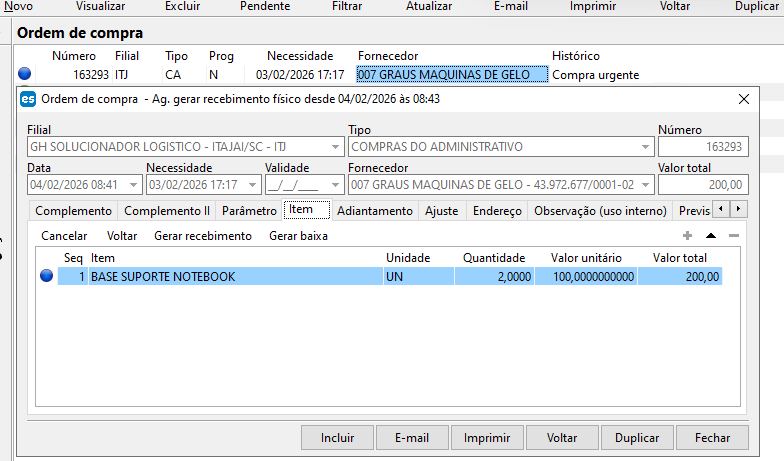 Novo Visualizar Excluir Pendente Filtrar Atualizar E-mail Imprimir Voltar Duplicar
Ordem de compra
Número Filial Tipo Prog Necessidade Fornecedor Histórico
163293 ITJ CA N 03/02/2026 17:17 007 GRAUS MAQUINAS DE GELO Compra urgente
es Ordem de compra - Ag. gerar recebimento físico desde 04/02/2026 às 08:43
Filial Tipo Número
GH SOLUCIONADOR LOGISTICO - ITAJAI/SC - ITJ COMPRAS DO ADMINISTRATIVO 163293
Data Necessidade Validade Fornecedor Valor total
04/02/2026 08:41 03/02/2026 17:17 __/__/___ 007 GRAUS MAQUINAS DE GELO - 43.972.677/0001-02 200,00
Complemento Complemento II Parâmetro Item Adiantamento Ajuste Endereço Observação (uso interno) Previs
Cancelar Voltar Gerar recebimento Gerar baixa
Seq Item Unidade Quantidade Valor unitário Valor total
1 BASE SUPORTE NOTEBOOK UN 2,0000 100,0000000000 200,00
Incluir E-mail Imprimir Voltar Duplicar Fechar